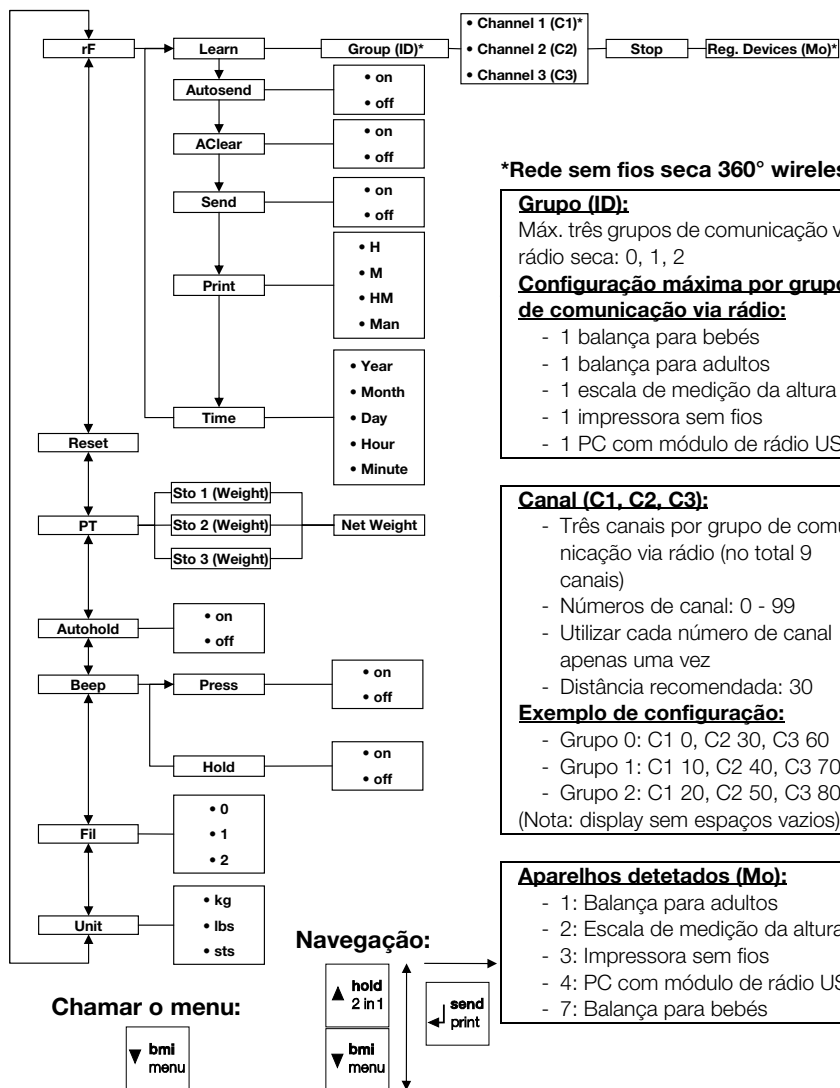 rF
Learn
Group (ID)*
• Channel 1 (C1)*
• Channel 2 (C2)
• Channel 3 (C3)
Stop
Reg. Devices (Mo)*
Autosend
• on
• off
AClear
• on
• off
Send
• on
• off
Print
• H
• M
• HM
• Man
Time
• Year
• Month
• Day
• Hour
• Minute
Reset
PT
Sto 1 (Weight)
Sto 2 (Weight)
Sto 3 (Weight)
Net Weight
Autohold
• on
• off
Beep
Press
• on
• off
Hold
• on
• off
Fil
• 0
• 1
• 2
Unit
• kg
• lbs
• sts
Chamar o menu:
bmi
menu
Navegação:
hold
2 in 1
bmi
menu
send
print
*Rede sem fios seca 360° wireles
Grupo (ID):
Máx. três grupos de comunicação v
rádio seca: 0, 1, 2
Configuração máxima por grupo
de comunicação via rádio:
- 1 balança para bebés
- 1 balança para adultos
- 1 escala de medição da altura
- 1 impressora sem fios
- 1 PC com módulo de rádio US
Canal (C1, C2, C3):
- Três canais por grupo de comu
nicação via rádio (no total 9
canais)
- Números de canal: 0 - 99
- Utilizar cada número de canal
apenas uma vez
- Distância recomendada: 30
Exemplo de configuração:
- Grupo 0: C1 0, C2 30, C3 60
- Grupo 1: C1 10, C2 40, C3 70
- Grupo 2: C1 20, C2 50, C3 80
(Nota: display sem espaços vazios)
Aparelhos detetados (Mo):
- 1: Balança para adultos
- 2: Escala de medição da altura
- 3: Impressora sem fios
- 4: PC com módulo de rádio US
- 7: Balança para bebés